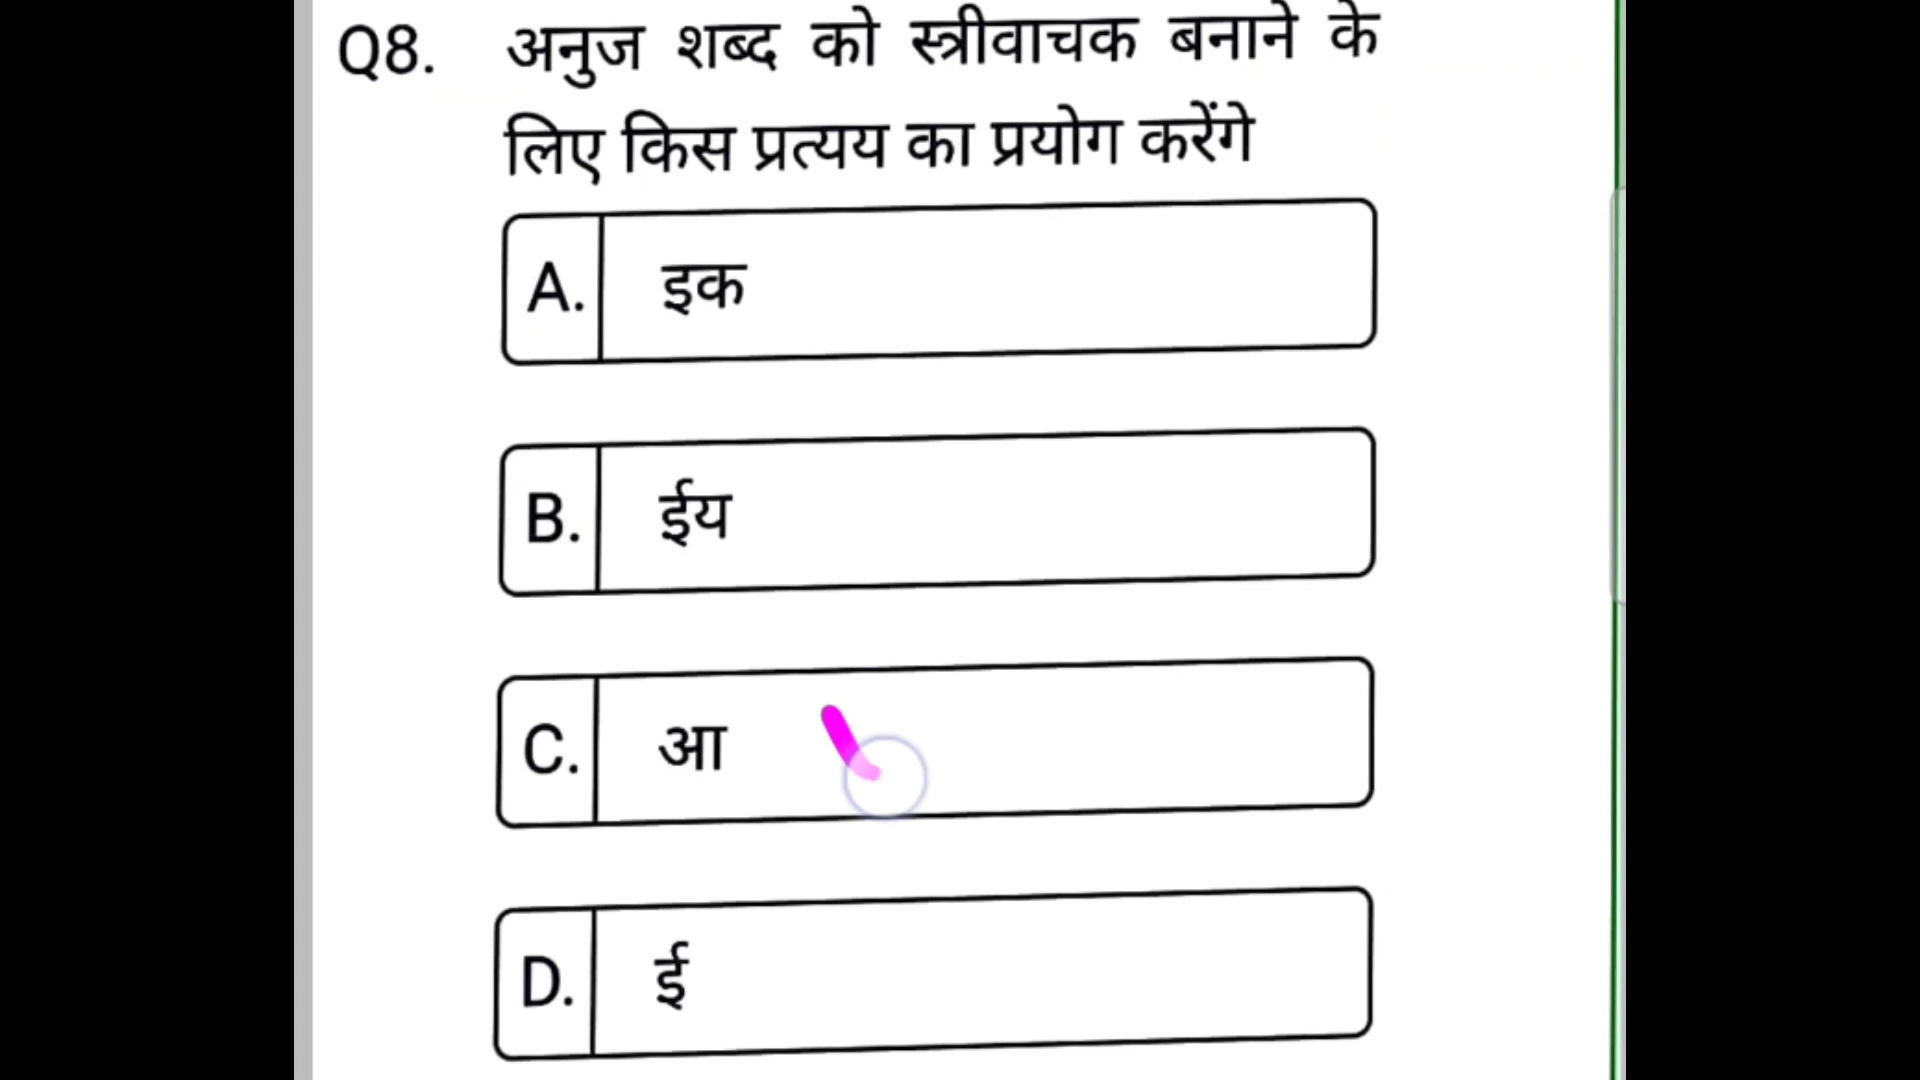 Q8. अनुज शब्द को स्त्रीवाचक बनाने के
लिए किस प्रत्यय का प्रयोग करेंगे
A. इक
B. ईय
C. आ
D. ई